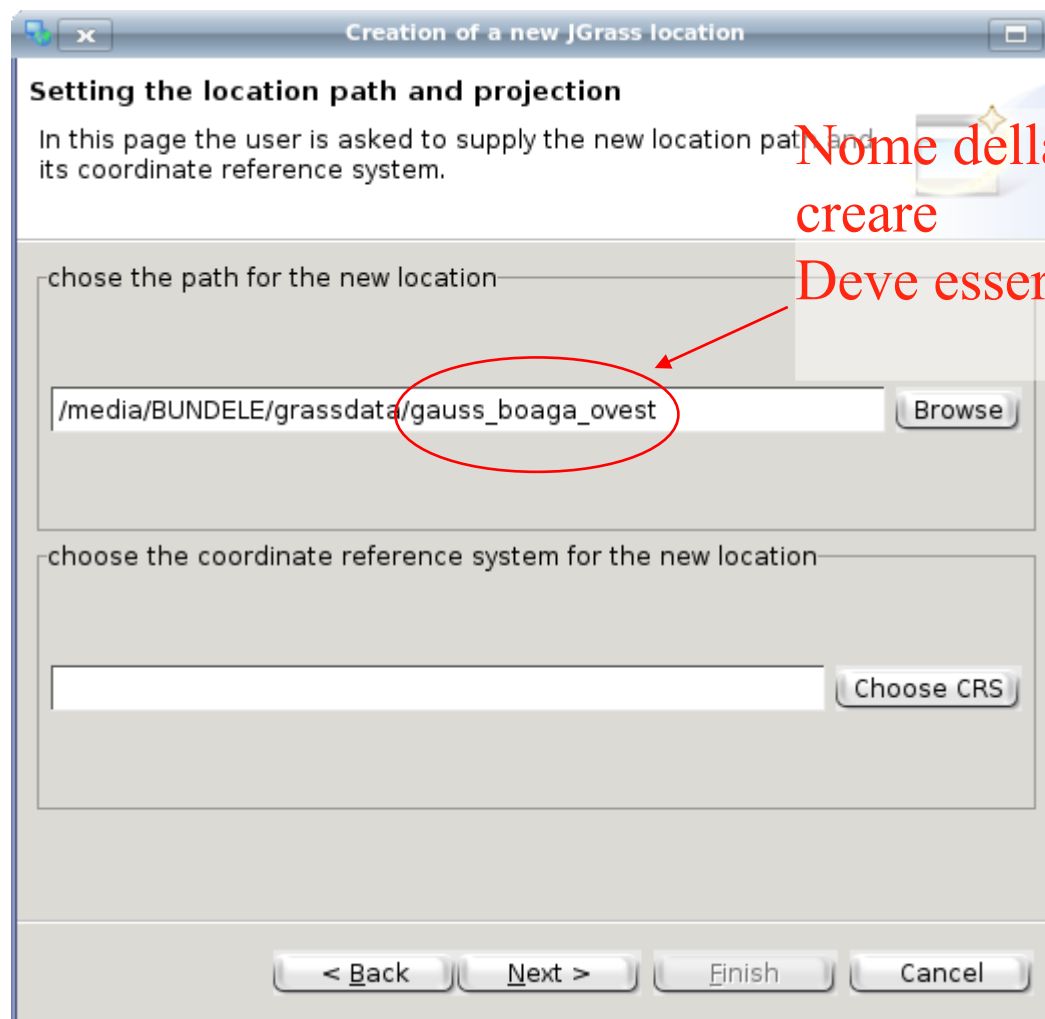 Creation of a new JGrass location
Setting the location path and projection
In this page the user is asked to supply the new location path and
its coordinate reference system.
Nome della
creare
Deve esser
chose the path for the new location
/media/BUNDELE/grassdata/gauss_boaga_ovest
Browse
choose the coordinate reference system for the new location
Choose CRS
< Back
Next >
Finish
Cancel